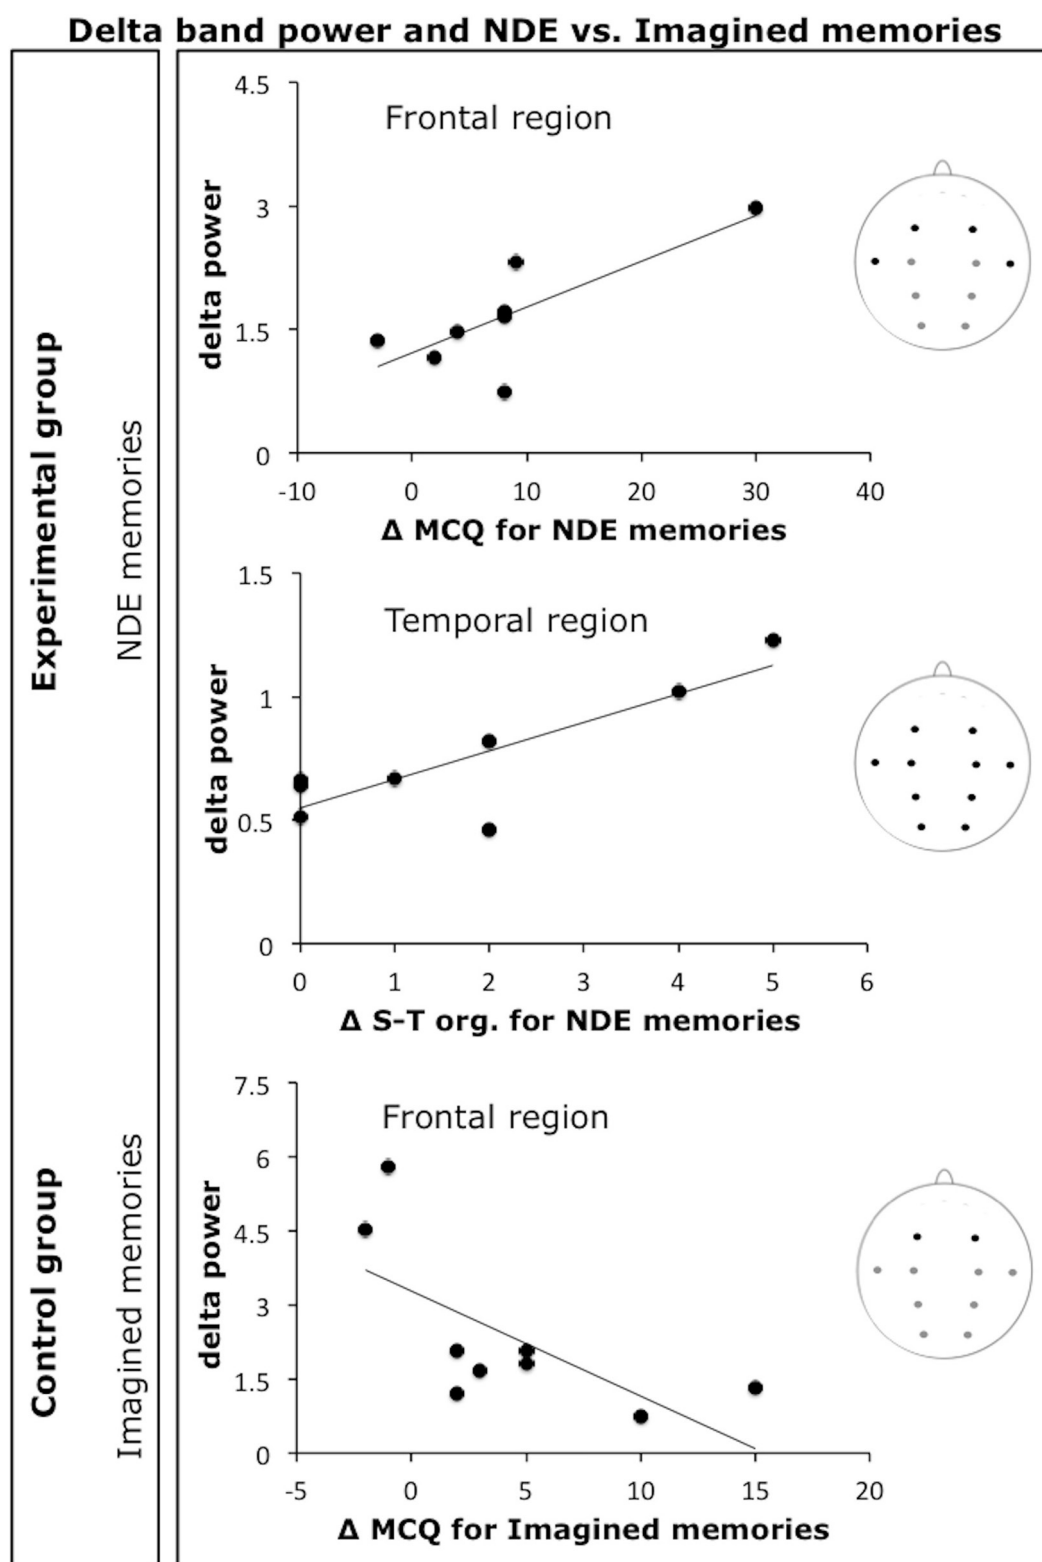 Delta band power and NDE vs. Imagined memories
Experimental group
NDE memories
Frontal region
delta power
4.5
3
1.5
0
-10 0 10 20 30 40
Δ MCQ for NDE memories
Temporal region
delta power
1.5
1
0.5
0
0 1 2 3 4 5 6
Δ S-T org. for NDE memories
Control group
Imagined memories
Frontal region
delta power
7.5
6
4.5
3
1.5
0
-5 0 5 10 15 20
Δ MCQ for Imagined memories